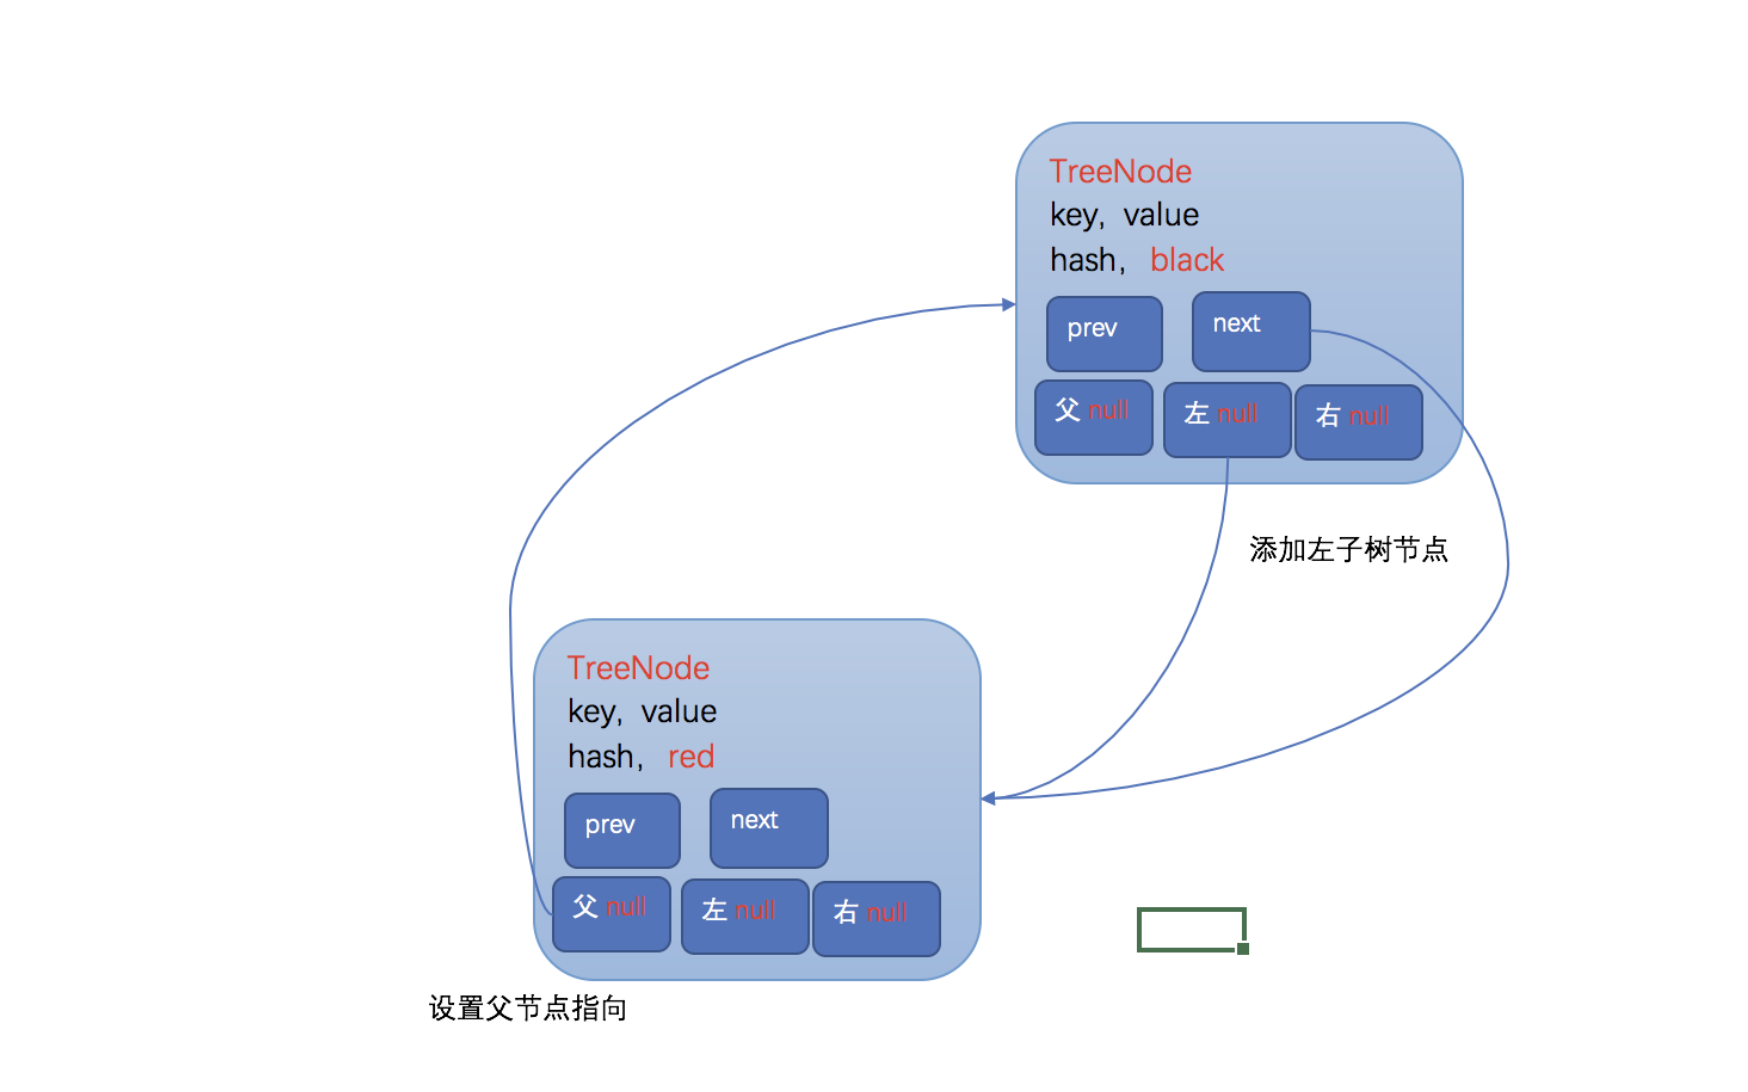 TreeNode
key, value
hash, black
prev next
父 null 左 null 右 null
添加左子树节点
TreeNode
key, value
hash, red
prev next
父 null 左 null 右 null
设置父节点指向